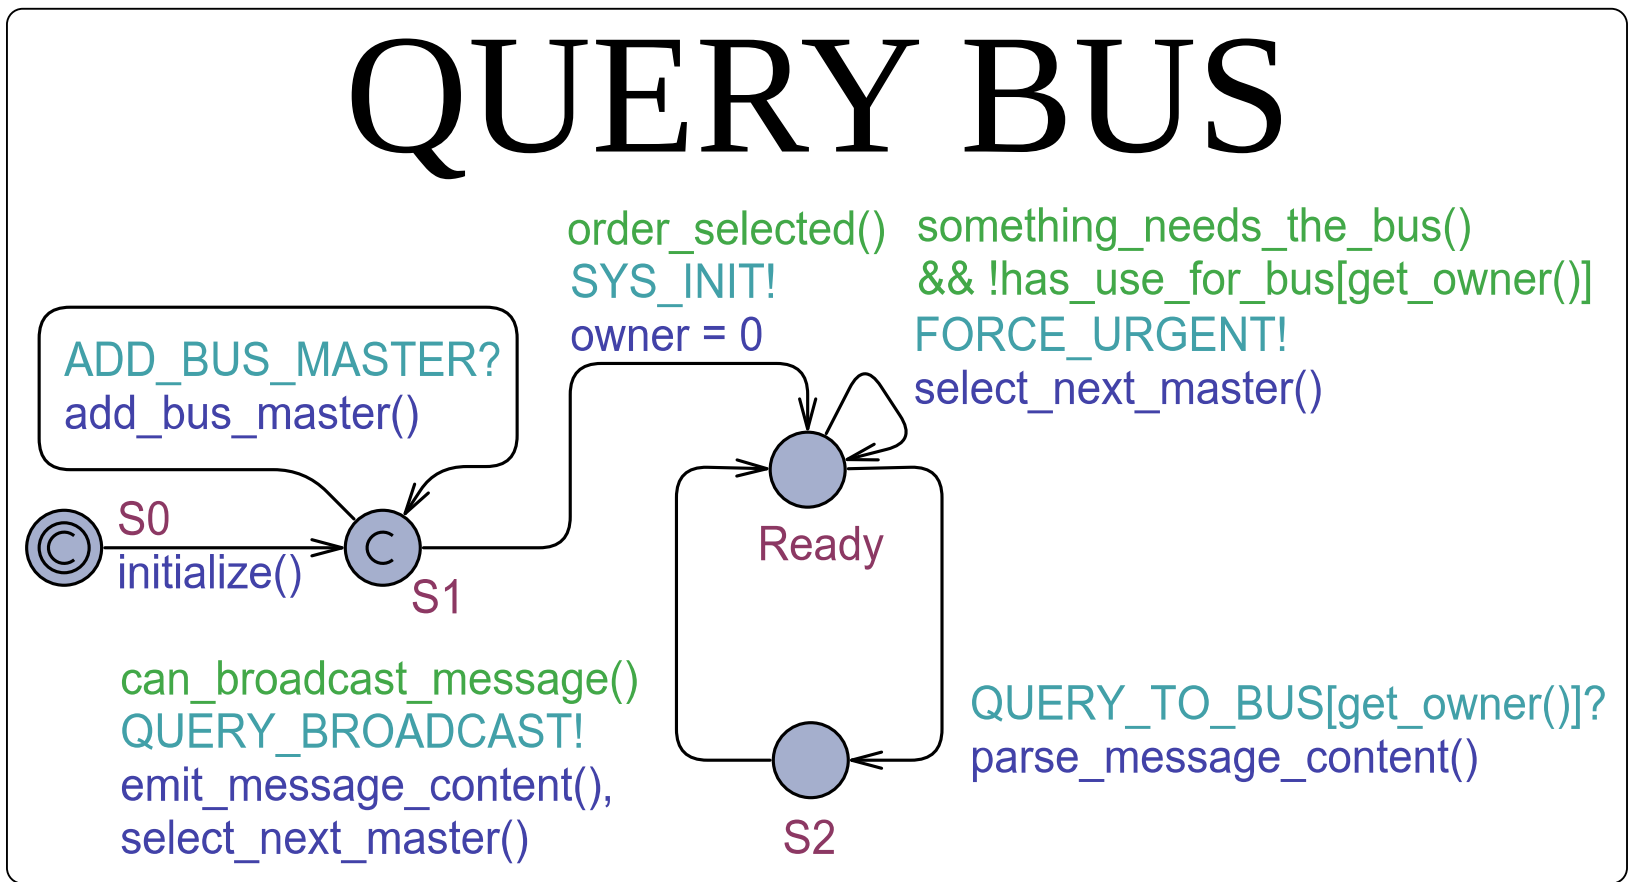 QUERY BUS
order_selected()
SYS_INIT!
owner = 0
something_needs_the_bus()
&& !has_use_for_bus[get_owner()]
FORCE_URGENT!
select_next_master()
ADD_BUS_MASTER?
add_bus_master()
C
S0
initialize()
C
S1
Ready
can_broadcast_message()
QUERY_BROADCAST!
emit_message_content(),
select_next_master()
QUERY_TO_BUS[get_owner()]?
parse_message_content()
S2